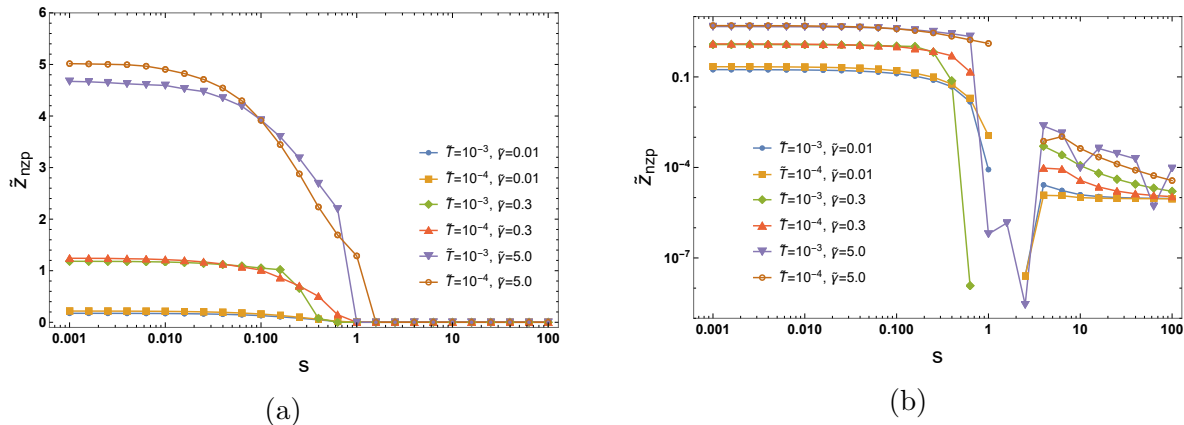 6
5
4
3
2
1
0
z̃nzp
0.001
0.010
0.100
1
10
100
S
T̃=10⁻³, γ̃=0.01
T̃=10⁻⁴, γ̃=0.01
T̃=10⁻³, γ̃=0.3
T̃=10⁻⁴, γ̃=0.3
T̃=10⁻³, γ̃=5.0
T̃=10⁻⁴, γ̃=5.0
(a)
0.1
10⁻⁴
10⁻⁷
z̃nzp
0.001
0.010
0.100
1
10
100
S
T̃=10⁻³, γ̃=0.01
T̃=10⁻⁴, γ̃=0.01
T̃=10⁻³, γ̃=0.3
T̃=10⁻⁴, γ̃=0.3
T̃=10⁻³, γ̃=5.0
T̃=10⁻⁴, γ̃=5.0
(b)